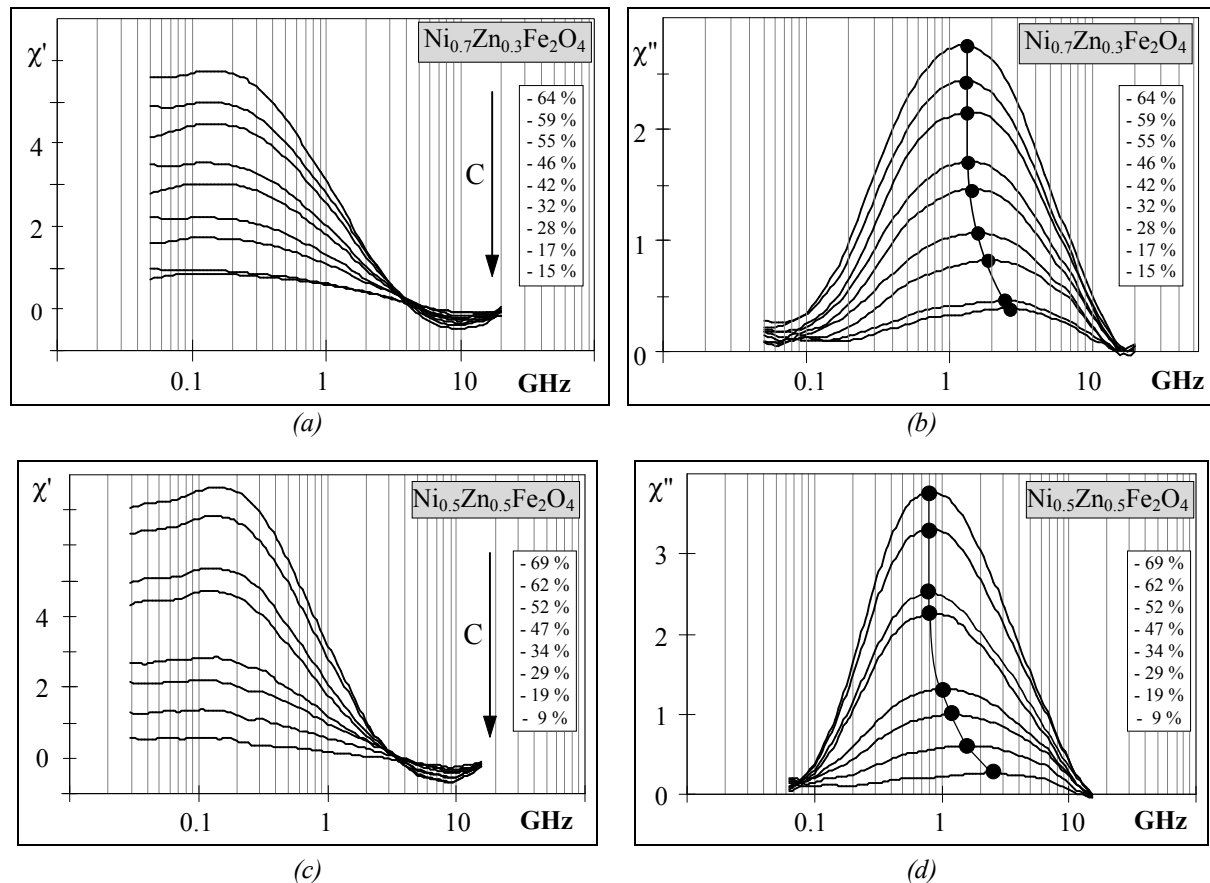 χ'
Ni0.7Zn0.3Fe2O4
- 64 %
- 59 %
- 55 %
- 46 %
- 42 %
- 32 %
- 28 %
- 17 %
- 15 %
C
4
2
0
0.1 1 10 GHz
(a)
χ"
Ni0.7Zn0.3Fe2O4
- 64 %
- 59 %
- 55 %
- 46 %
- 42 %
- 32 %
- 28 %
- 17 %
- 15 %
2
1
0
0.1 1 10 GHz
(b)
χ'
Ni0.5Zn0.5Fe2O4
- 69 %
- 62 %
- 52 %
- 47 %
- 34 %
- 29 %
- 19 %
- 9 %
C
6
4
2
0
0.1 1 10 GHz
(c)
χ"
Ni0.5Zn0.5Fe2O4
- 69 %
- 62 %
- 52 %
- 47 %
- 34 %
- 29 %
- 19 %
- 9 %
3
2
1
0
0.1 1 10 GHz
(d)